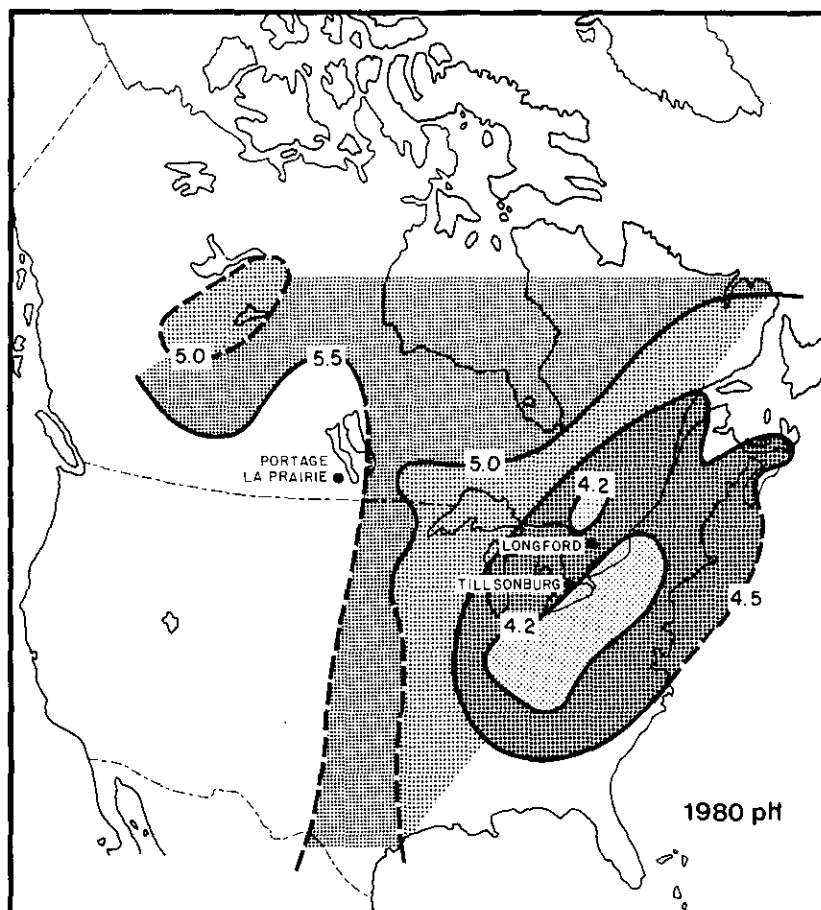 5.0
5.5
PORTAGE
LA PRAIRIE
5.0
4.2
LONGFORD
TILLSONBURG
4.5
4.2
1980 pH